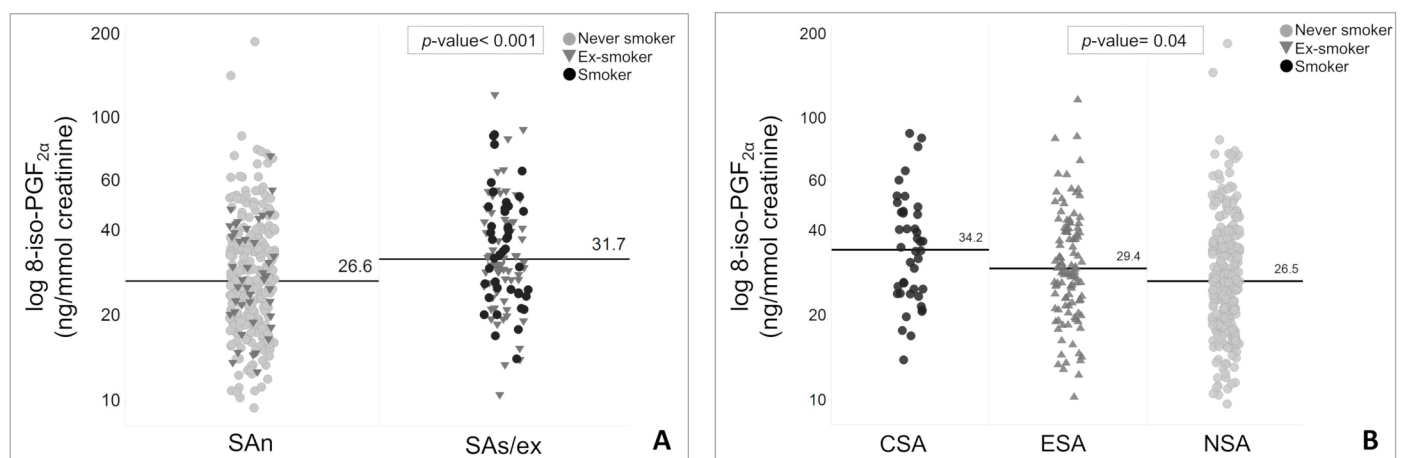 200
100
60
40
20
10
log 8-iso-PGF2α
(ng/mmol creatinine)
p-value< 0.001
Never smoker
Ex-smoker
Smoker
26.6
31.7
SAn
SAs/ex
A
200
100
60
40
20
10
log 8-iso-PGF2α
(ng/mmol creatinine)
p-value= 0.04
Never smoker
Ex-smoker
Smoker
34.2
29.4
26.5
CSA
ESA
NSA
B